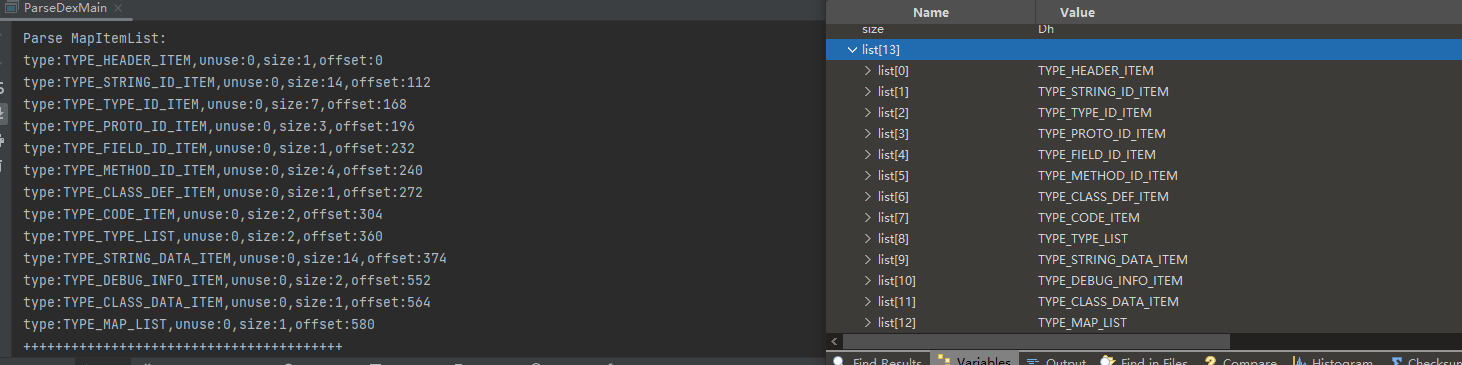 ParseDexMain
Parse MapItemList:
type:TYPE_HEADER_ITEM,unuse:0,size:1,offset:0
type:TYPE_STRING_ID_ITEM,unuse:0,size:14,offset:112
type:TYPE_TYPE_ID_ITEM,unuse:0,size:7,offset:168
type:TYPE_PROTO_ID_ITEM,unuse:0,size:3,offset:196
type:TYPE_FIELD_ID_ITEM,unuse:0,size:1,offset:232
type:TYPE_METHOD_ID_ITEM,unuse:0,size:4,offset:240
type:TYPE_CLASS_DEF_ITEM,unuse:0,size:1,offset:272
type:TYPE_CODE_ITEM,unuse:0,size:2,offset:304
type:TYPE_TYPE_LIST,unuse:0,size:2,offset:360
type:TYPE_STRING_DATA_ITEM,unuse:0,size:14,offset:374
type:TYPE_DEBUG_INFO_ITEM,unuse:0,size:2,offset:552
type:TYPE_CLASS_DATA_ITEM,unuse:0,size:1,offset:564
type:TYPE_MAP_LIST,unuse:0,size:1,offset:580
++++++++++++++++++++++++++++++++++++++++
Name Value
size Dh
list[13]
list[0] TYPE_HEADER_ITEM
list[1] TYPE_STRING_ID_ITEM
list[2] TYPE_TYPE_ID_ITEM
list[3] TYPE_PROTO_ID_ITEM
list[4] TYPE_FIELD_ID_ITEM
list[5] TYPE_METHOD_ID_ITEM
list[6] TYPE_CLASS_DEF_ITEM
list[7] TYPE_CODE_ITEM
list[8] TYPE_TYPE_LIST
list[9] TYPE_STRING_DATA_ITEM
list[10] TYPE_DEBUG_INFO_ITEM
list[11] TYPE_CLASS_DATA_ITEM
list[12] TYPE_MAP_LIST
Find Results Variables Output Find in Files Compare Histogram Checksum